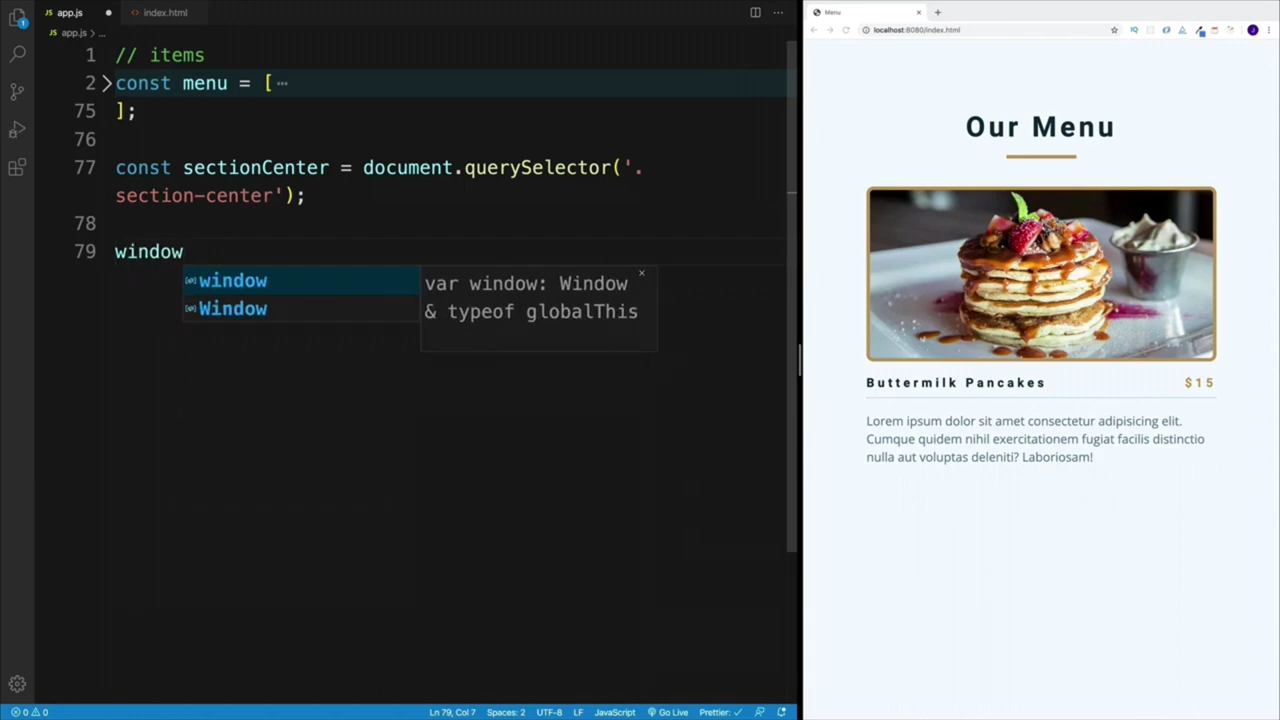 app.js
index.html
app.js > ...
1 // items
2 const menu = [ ...
75 ];
76
77 const sectionCenter = document.querySelector('.
section-center');
78
79 window
window
Window
var window: Window
& typeof globalThis
1
0 0
Ln 79, Col 7
Spaces: 2
UTF-8
LF
JavaScript
Go Live
Prettier: ✓
Menu
localhost:8080/index.html
J
Our Menu
Buttermilk Pancakes $15
Lorem ipsum dolor sit amet consectetur adipisicing elit.
Cumque quidem nihil exercitationem fugiat facilis distinctio
nulla aut voluptas deleniti? Laboriosam!